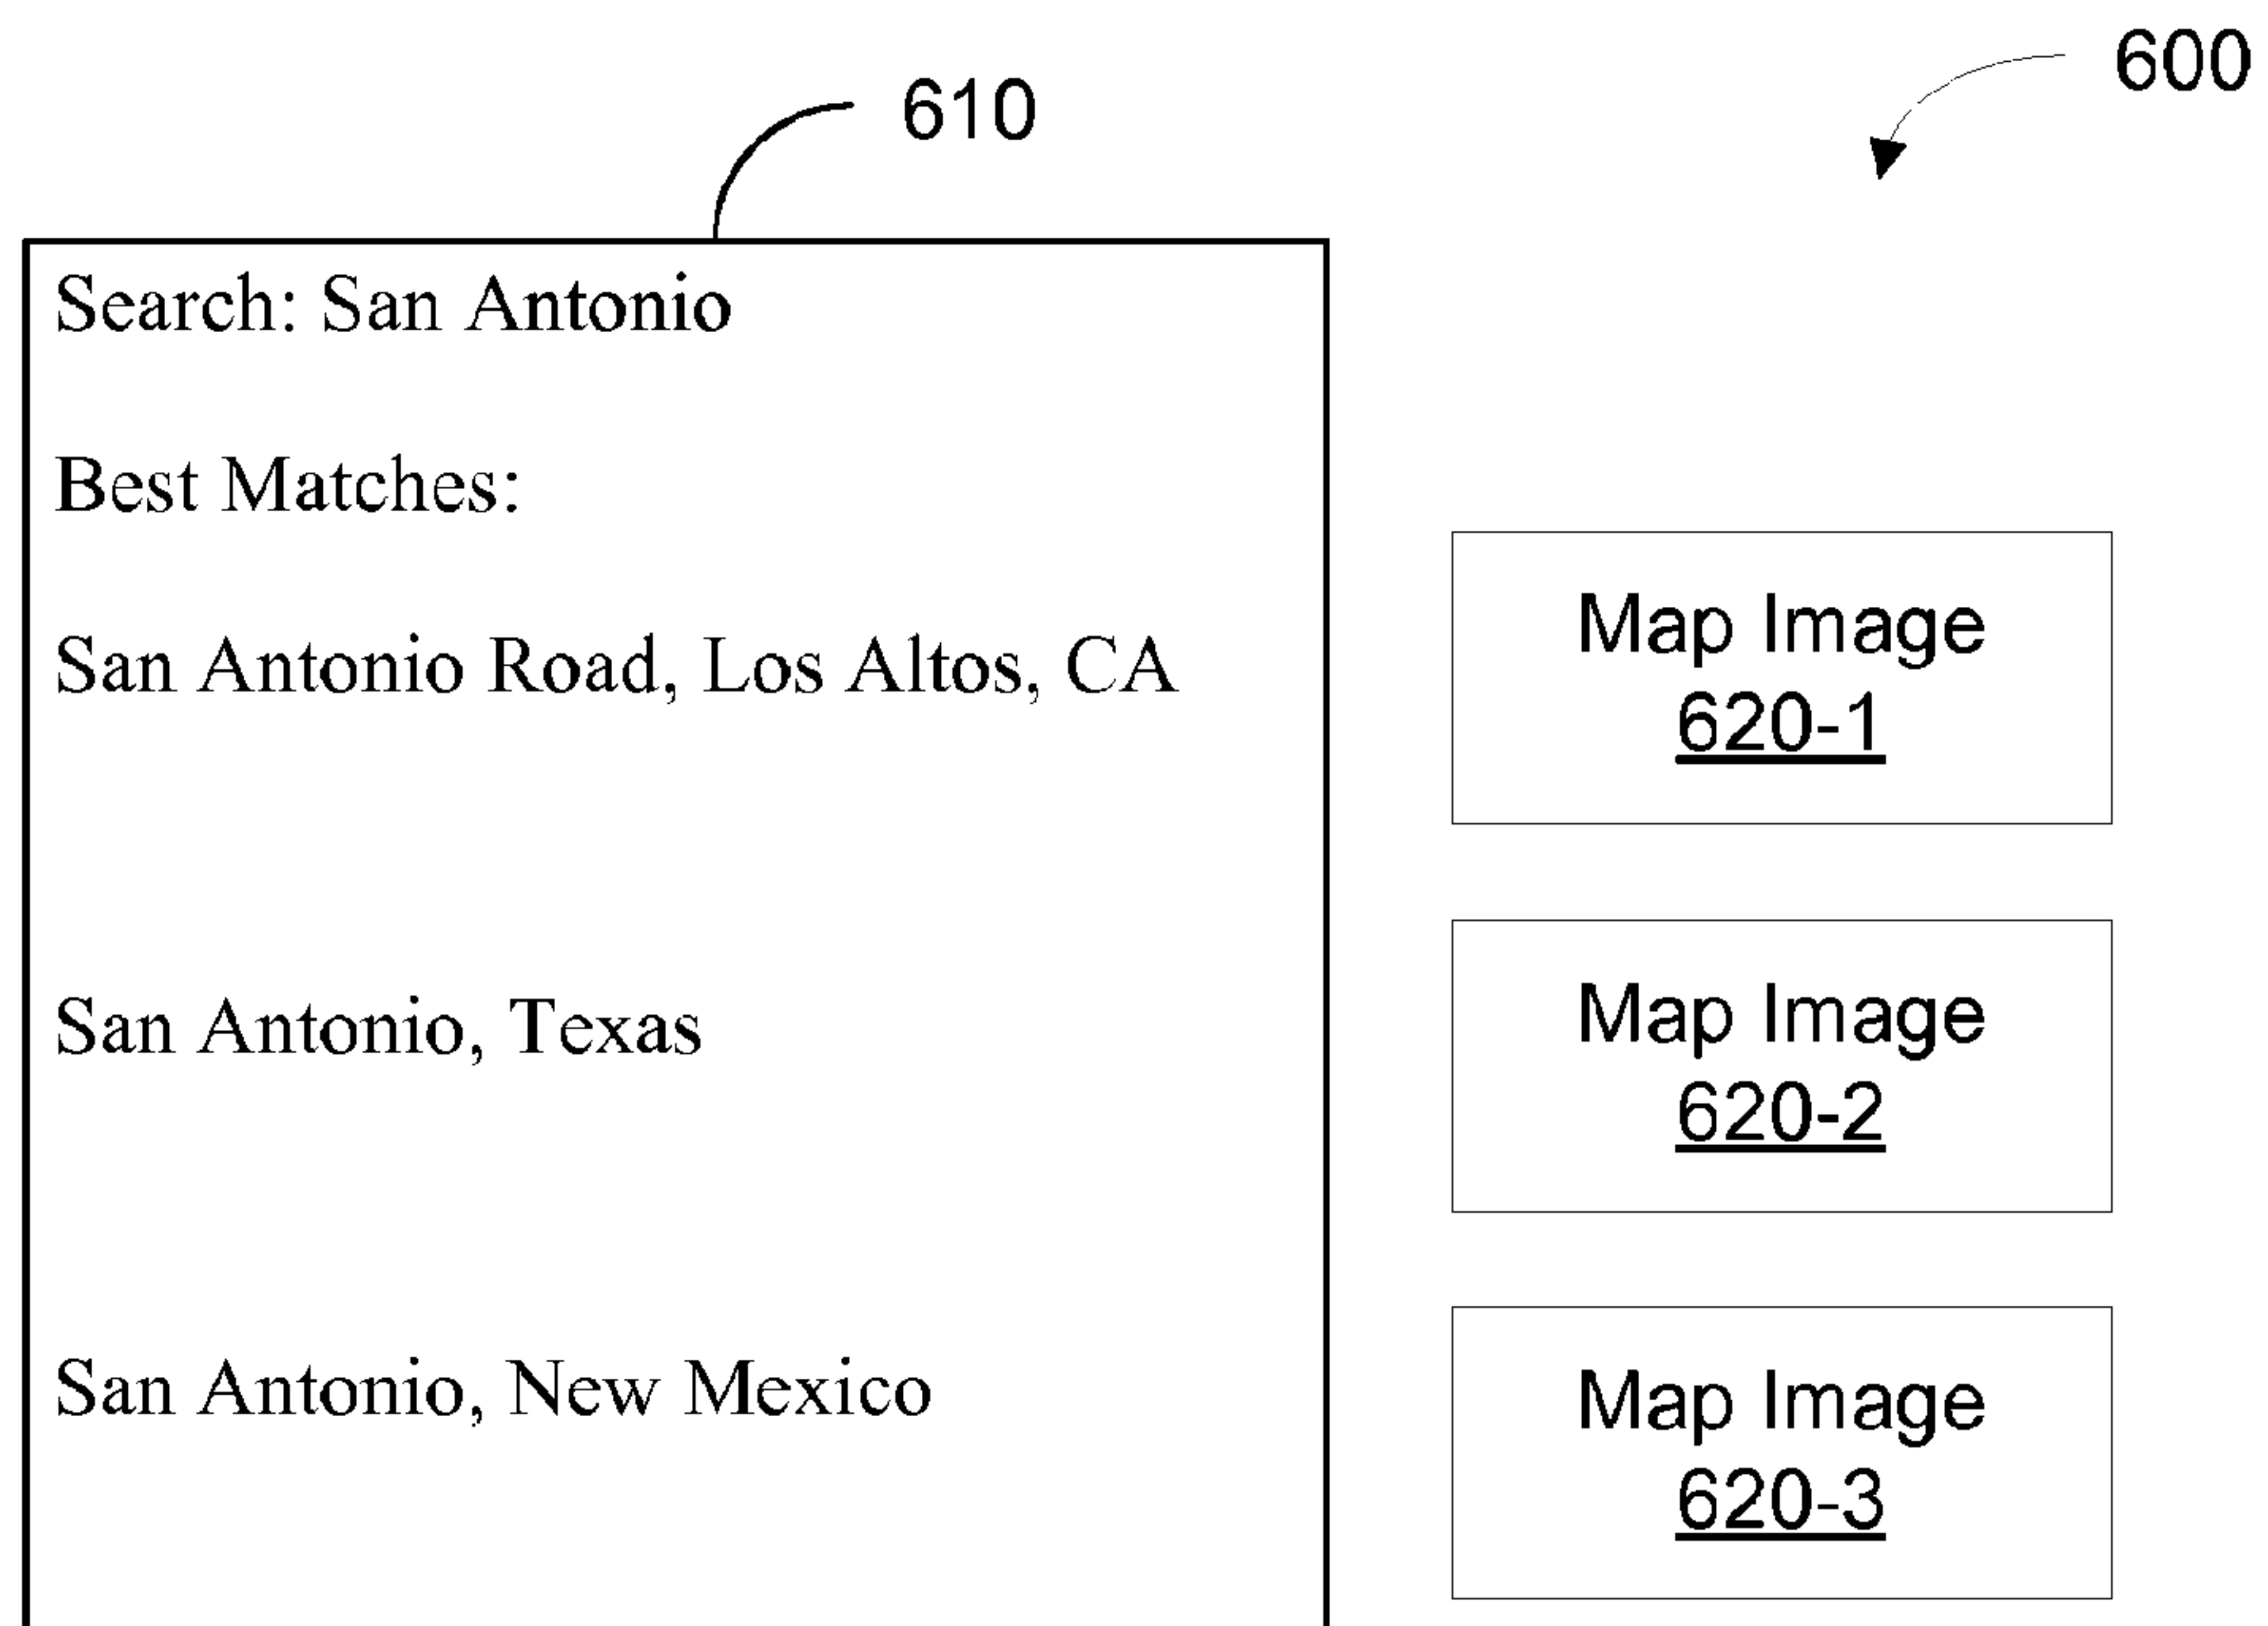 600
610
Search: San Antonio
Best Matches:
San Antonio Road, Los Altos, CA
Map Image
620-1
San Antonio, Texas
Map Image
620-2
San Antonio, New Mexico
Map Image
620-3